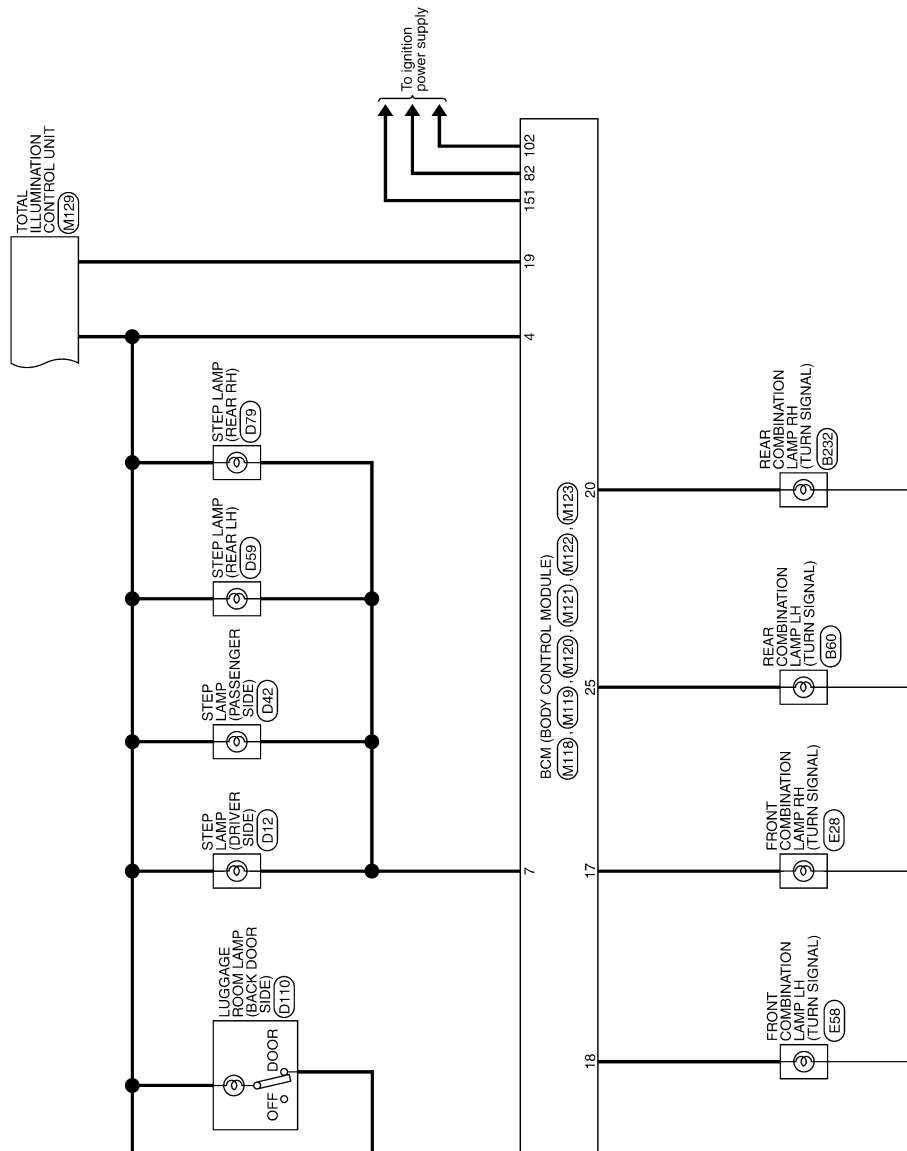 To ignition
power supply
TOTAL
ILLUMINATION
CONTROL UNIT
M129
151
82
102
19
4
STEP LAMP
(REAR RH)
D79
STEP LAMP
(REAR LH)
D59
STEP
LAMP
(PASSENGER
SIDE)
D42
STEP
LAMP
(DRIVER
SIDE)
D12
LUGGAGE
ROOM LAMP
(BACK DOOR
SIDE)
D110
OFF
DOOR
7
BCM (BODY CONTROL MODULE)
M118 , M119 , M120 , M121 , M122 , M123
20
25
17
18
REAR
COMBINATION
LAMP RH
(TURN SIGNAL)
B232
REAR
COMBINATION
LAMP LH
(TURN SIGNAL)
B60
FRONT
COMBINATION
LAMP RH
(TURN SIGNAL)
E28
FRONT
COMBINATION
LAMP LH
(TURN SIGNAL)
E58